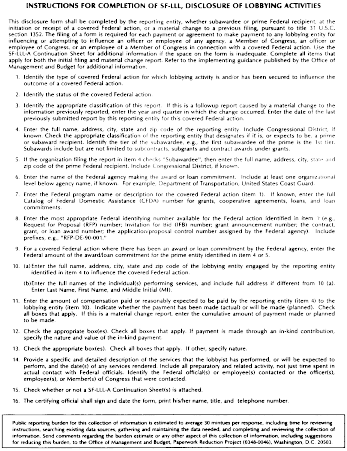 INSTRUCTIONS FOR COMPLETION OF SF-LLL, DISCLOSURE OF LOBBYING ACTIVITIES
This disclosure form shall be completed by the reporting entity, whether subawardee or prime Federal recipient, at the
initiation or receipt of a covered Federal action, or a material change to a previous filing, pursuant to title 31 U.S.C.
section 1352. The filing of a form is required for each payment or agreement to make payment to any lobbying entity for
influencing or attempting to influence an officer or employee of any agency, a Member of Congress, an officer or
employee of Congress, or an employee of a Member of Congress in connection with a covered Federal action. Use the
SF-LLL-A Continuation Sheet for additional information if the space on the form is inadequate. Complete all items that
apply for both the initial filing and material change report. Refer to the implementing guidance published by the Office of
Management and Budget for additional information.
1. Identify the type of covered Federal action for which lobbying activity is and/or has been secured to influence the
outcome of a covered Federal action.
2. Identify the status of the covered Federal action.
3. Identify the appropriate classification of this report. If this is a followup report caused by a material change to the
information previously reported, enter the year and quarter in which the change occurred. Enter the date of the last
previously submitted report by this reporting entity for this covered Federal action.
4. Enter the full name, address, city, state and zip code of the reporting entity. Include Congressional District, if
known. Check the appropriate classification of the reporting entity that designates if it is, or expects to be, a prime
or subaward recipient. Identify the tier of the subawardee, e.g., the first subawardee of the prime is the 1st tier.
Subawards include but are not limited to subcontracts, subgrants and contract awards under grants.
5. If the organization filing the report in item 4 checks "Subawardee", then enter the full name, address, city, state and
zip code of the prime Federal recipient. Include Congressional District, if known.
6. Enter the name of the Federal agency making the award or loan commitment. Include at least one organizational
level below agency name, if known. For example, Department of Transportation, United States Coast Guard.
7. Enter the Federal program name or description for the covered Federal action (item 1). If known, enter the full
Catalog of Federal Domestic Assistance (CFDA) number for grants, cooperative agreements, loans, and loan
commitments.
8. Enter the most appropriate Federal identifying number available for the Federal action identified in item 1 (e.g.,
Request for Proposal (RFP) number; Invitation for Bid (IFB) number; grant announcement number; the contract,
grant, or loan award number; the application/proposal control number assigned by the Federal agency). Include
prefixes, e.g., "RFP-DE-90-001."
9. For a covered Federal action where there has been an award or loan commitment by the Federal agency, enter the
Federal amount of the award/loan commitment for the prime entity identified in item 4 or 5.
10. (a) Enter the full name, address, city, state and zip code of the lobbying entity engaged by the reporting entity
identified in item 4 to influence the covered Federal action.
(b)Enter the full names of the individual(s) performing services, and include full address if different from 10 (a).
Enter Last Name, First Name, and Middle Initial (MI).
11. Enter the amount of compensation paid or reasonably expected to be paid by the reporting entity (item 4) to the
lobbying entity (item 10). Indicate whether the payment has been made (actual) or will be made (planned). Check
all boxes that apply. If this is a material change report, enter the cumulative amount of payment made or planned
to be made.
12. Check the appropriate box(es). Check all boxes that apply. If payment is made through an in-kind contribution,
specify the nature and value of the in-kind payment.
13. Check the appropriate box(es). Check all boxes that apply. If other, specify nature.
14. Provide a specific and detailed description of the services that the lobbyist has performed, or will be expected to
perform, and the date(s) of any services rendered. Include all preparatory and related activity, not just time spent in
actual contact with Federal officials. Identify the Federal official(s) or employee(s) contacted or the officer(s),
employee(s), or Member(s) of Congress that were contacted.
15. Check whether or not a SF-LLL-A Continuation Sheet(s) is attached.
16. The certifying official shall sign and date the form, print his/her name, title, and telephone number.
Public reporting burden for this collection of information is estimated to average 30 mintues per response, including time for reviewing
instructions, searching existing data sources, gathering and maintaining the data needed, and completing and reviewing the collection of
information. Send comments regarding the burden estimate or any other aspect of this collection of information, including suggestions
for reducing this burden, to the Office of Management and Budget, Paperwork Reduction Project (0348-0046), Washington, D.C. 20503